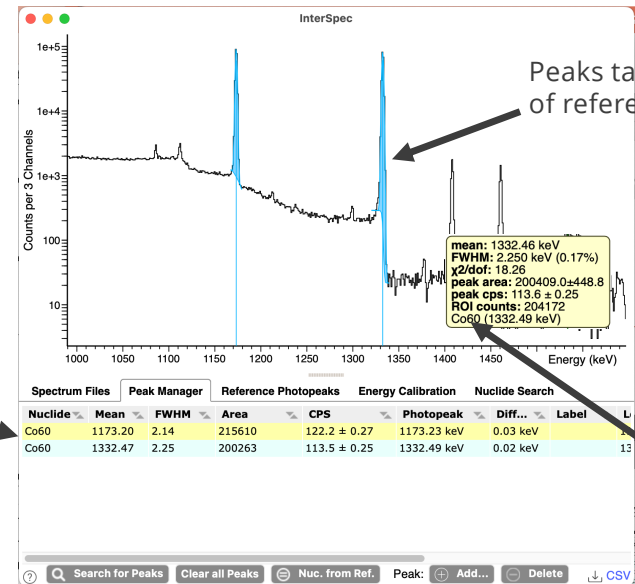 InterSpec
1e+5
1e+4
1e+3
100
10
Counts per 3 Channels
Peaks ta
of refere
mean: 1332.46 keV
FWHM: 2.250 keV (0.17%)
χ2/dof: 18.26
peak area: 200409.0±448.8
peak cps: 113.6 ± 0.25
ROI counts: 204172
Co60 (1332.49 keV)
1000 1050 1100 1150 1200 1250 1300 1350 1400 1450 Energy (keV)
Spectrum Files Peak Manager Reference Photopeaks Energy Calibration Nuclide Search
Nuclide Mean FWHM Area CPS Photopeak Diff... Label
Co60 1173.20 2.14 215610 122.2 ± 0.27 1173.23 keV 0.03 keV
Co60 1332.47 2.25 200263 113.5 ± 0.25 1332.49 keV 0.02 keV 13
? Search for Peaks Clear all Peaks Nuc. from Ref. Peak: Add... Delete CSV